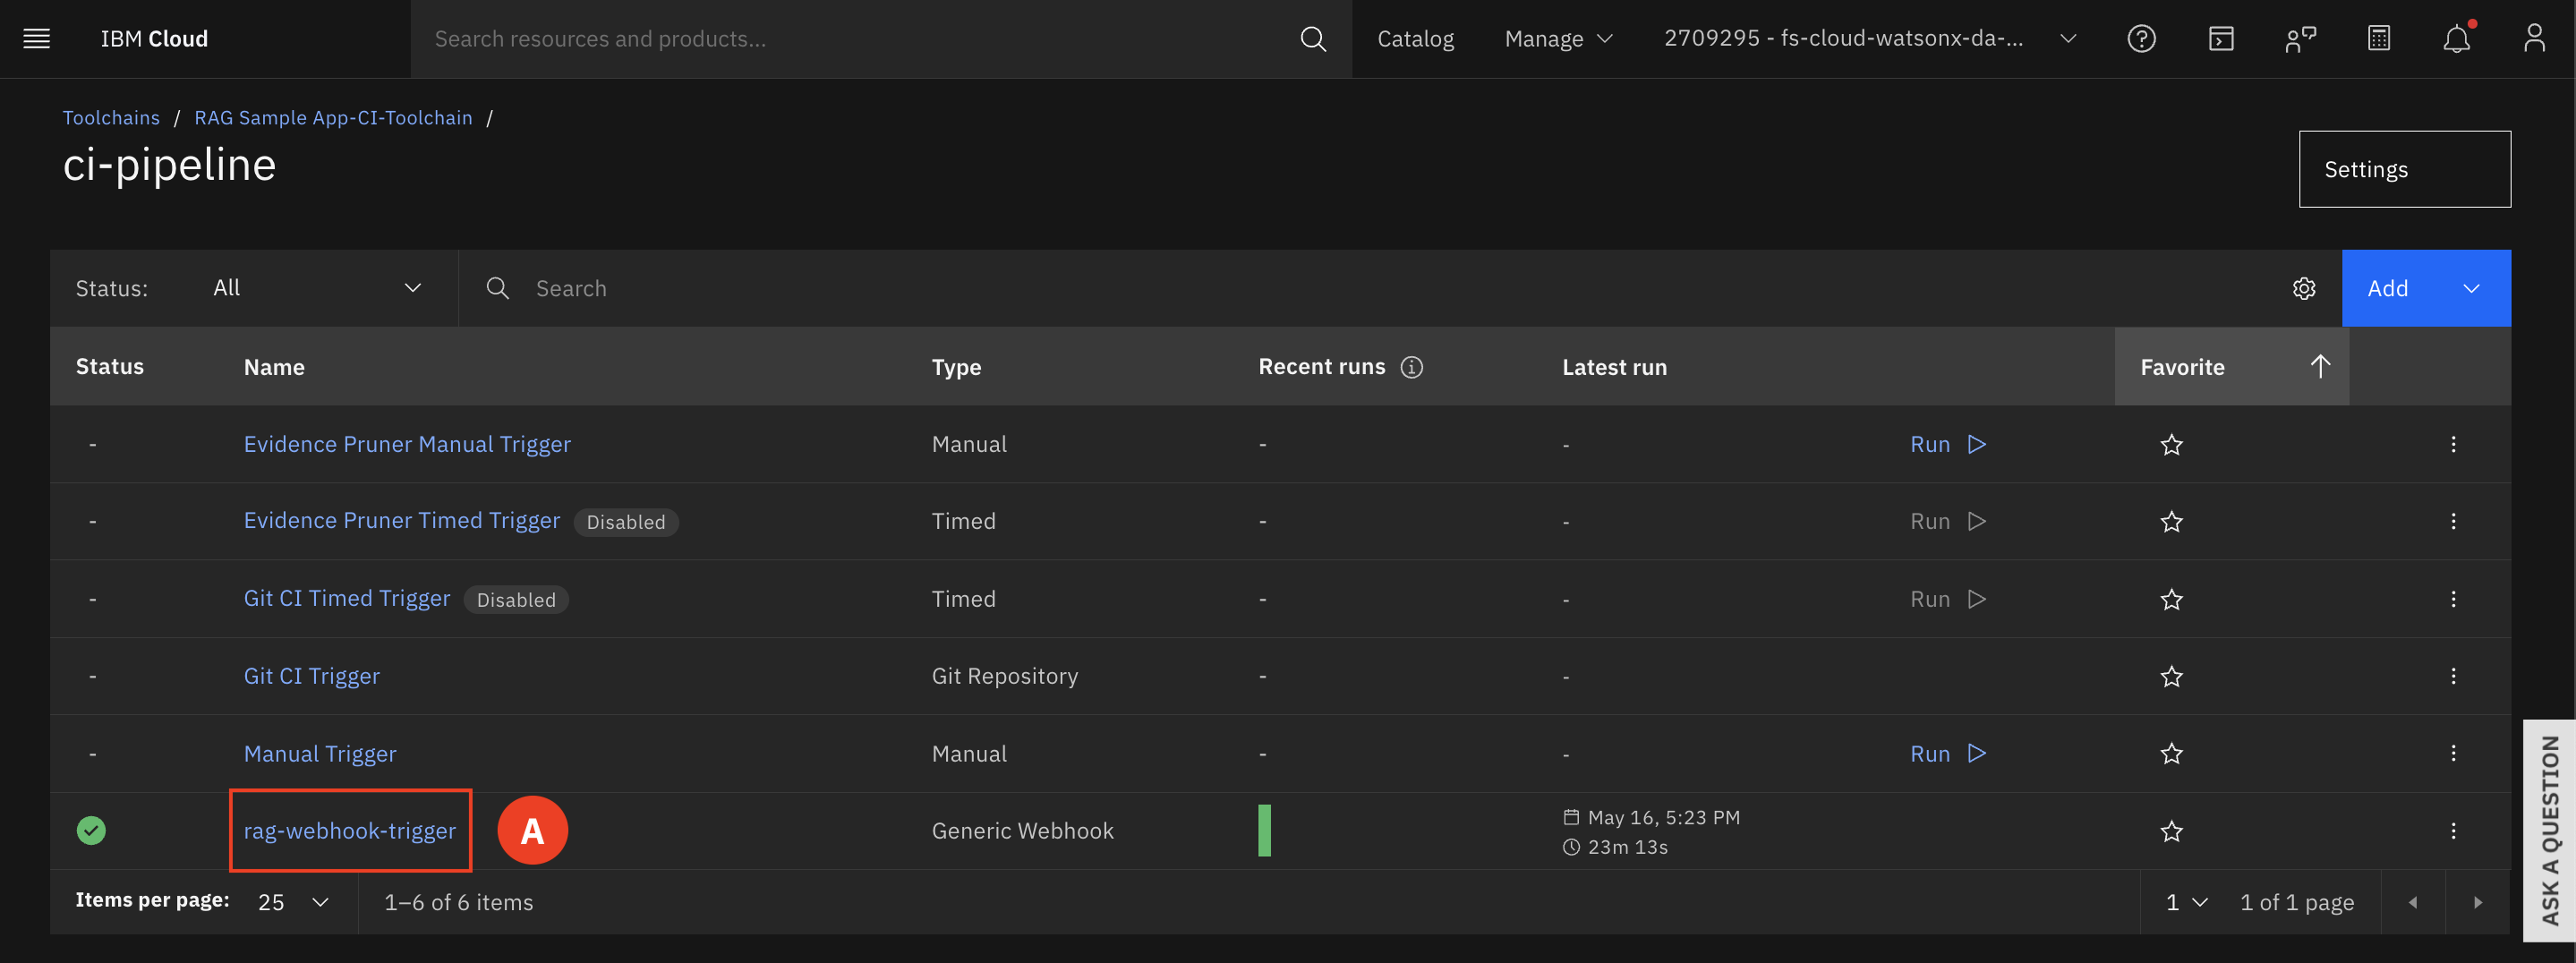 IBM Cloud
Search resources and products...
Catalog
Manage
2709295 - fs-cloud-watsonx-da-...
Toolchains / RAG Sample App-CI-Toolchain /
ci-pipeline
Settings
Status: All
Search
Add
Status Name Type Recent runs Latest run Favorite
- Evidence Pruner Manual Trigger Manual - - Run
- Evidence Pruner Timed Trigger Disabled Timed - - Run
- Git CI Timed Trigger Disabled Timed - - Run
- Git CI Trigger Git Repository - -
- Manual Trigger Manual - - Run
rag-webhook-trigger A Generic Webhook May 16, 5:23 PM
23m 13s
Items per page: 25 1–6 of 6 items 1 1 of 1 page
ASK A QUESTION